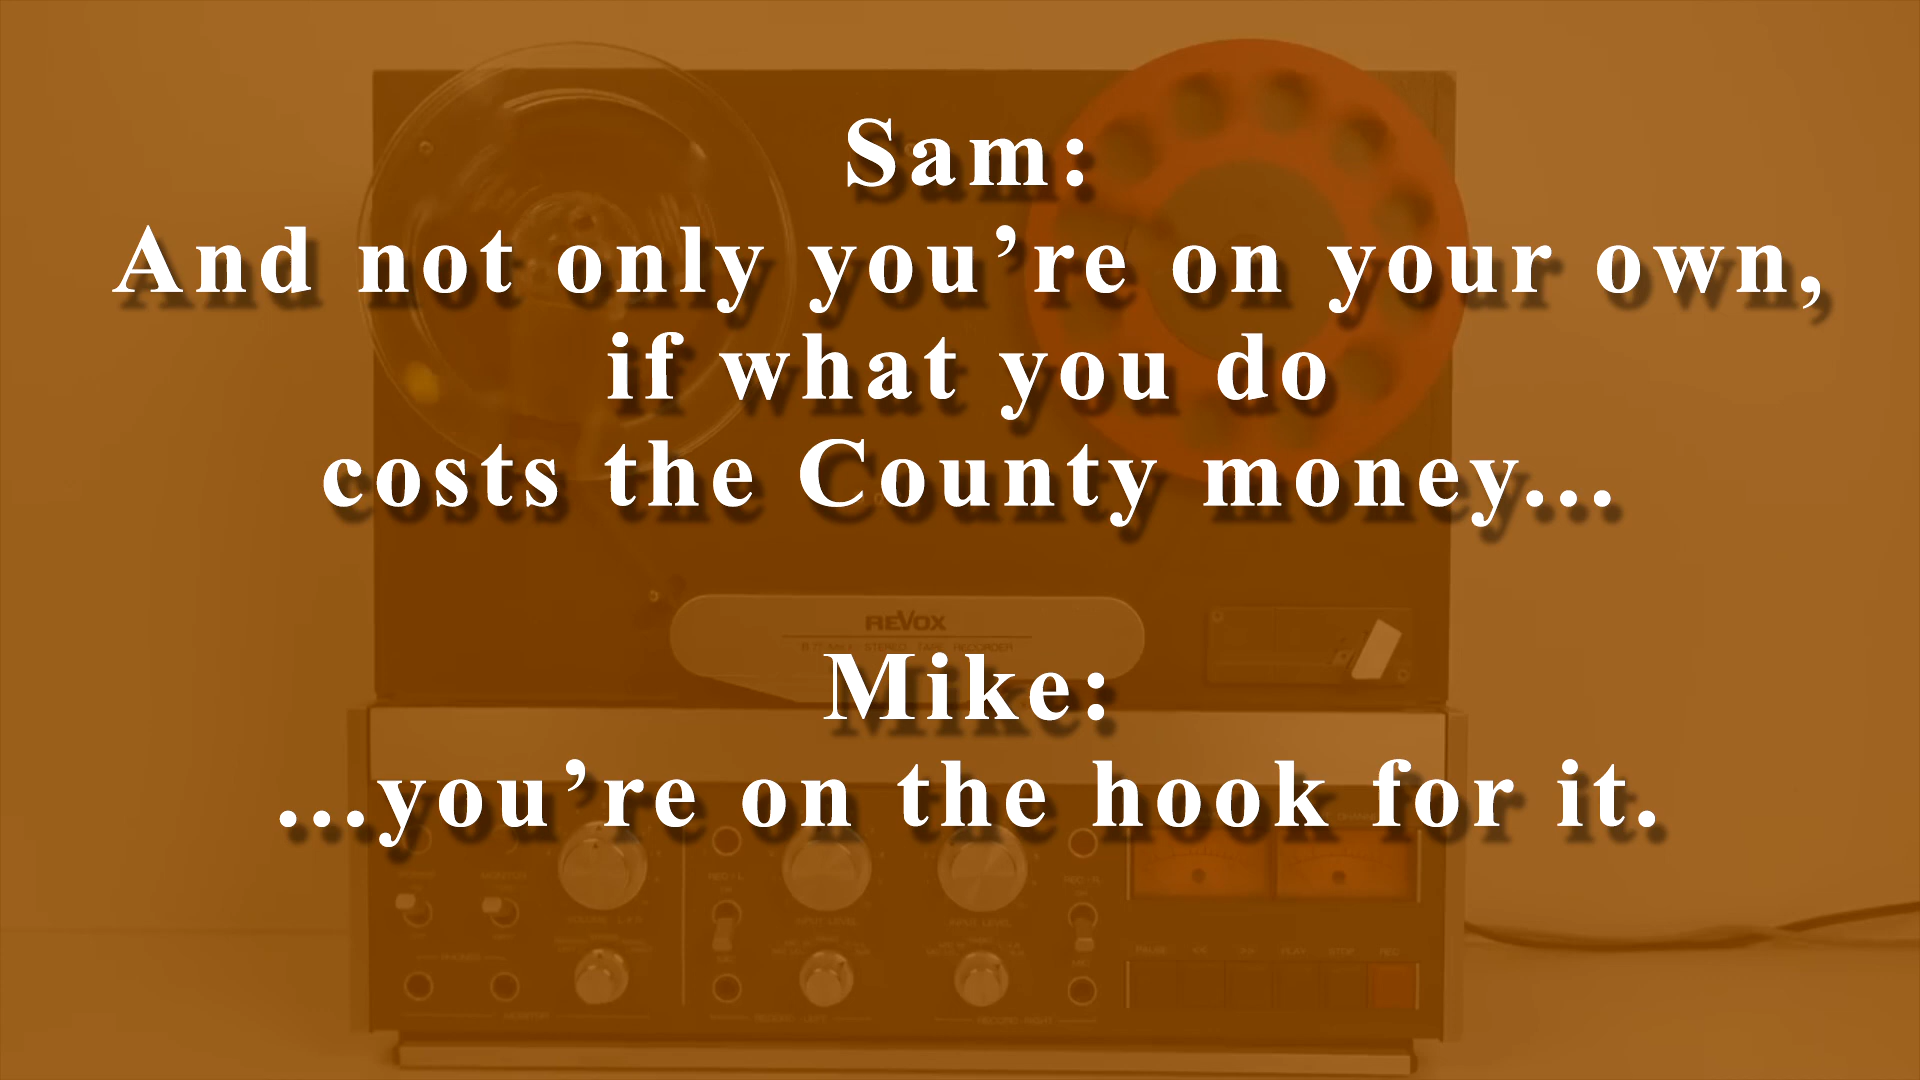 Sam:
And not only you’re on your own,
if what you do
costs the County money...
REVOX
Mike:
...you’re on the hook for it.